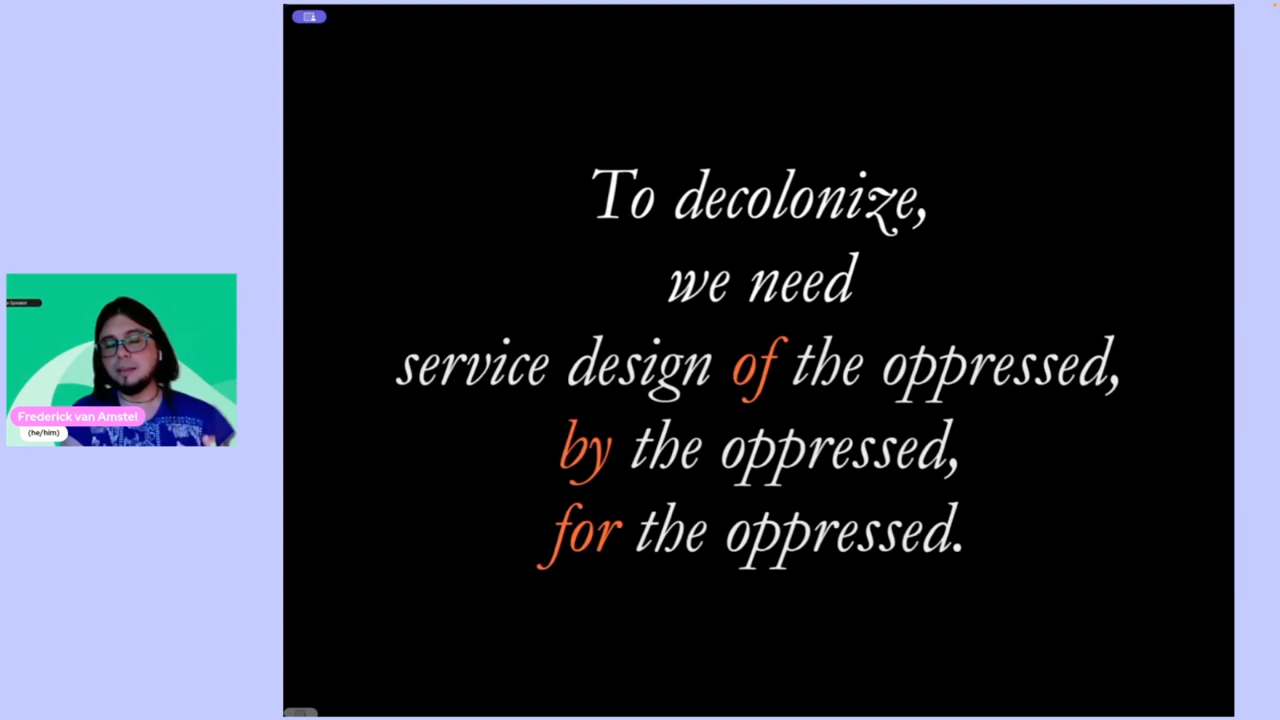 To decolonize,
we need
service design of the oppressed,
by the oppressed,
for the oppressed.
Frederick van Amstel
(he/him)